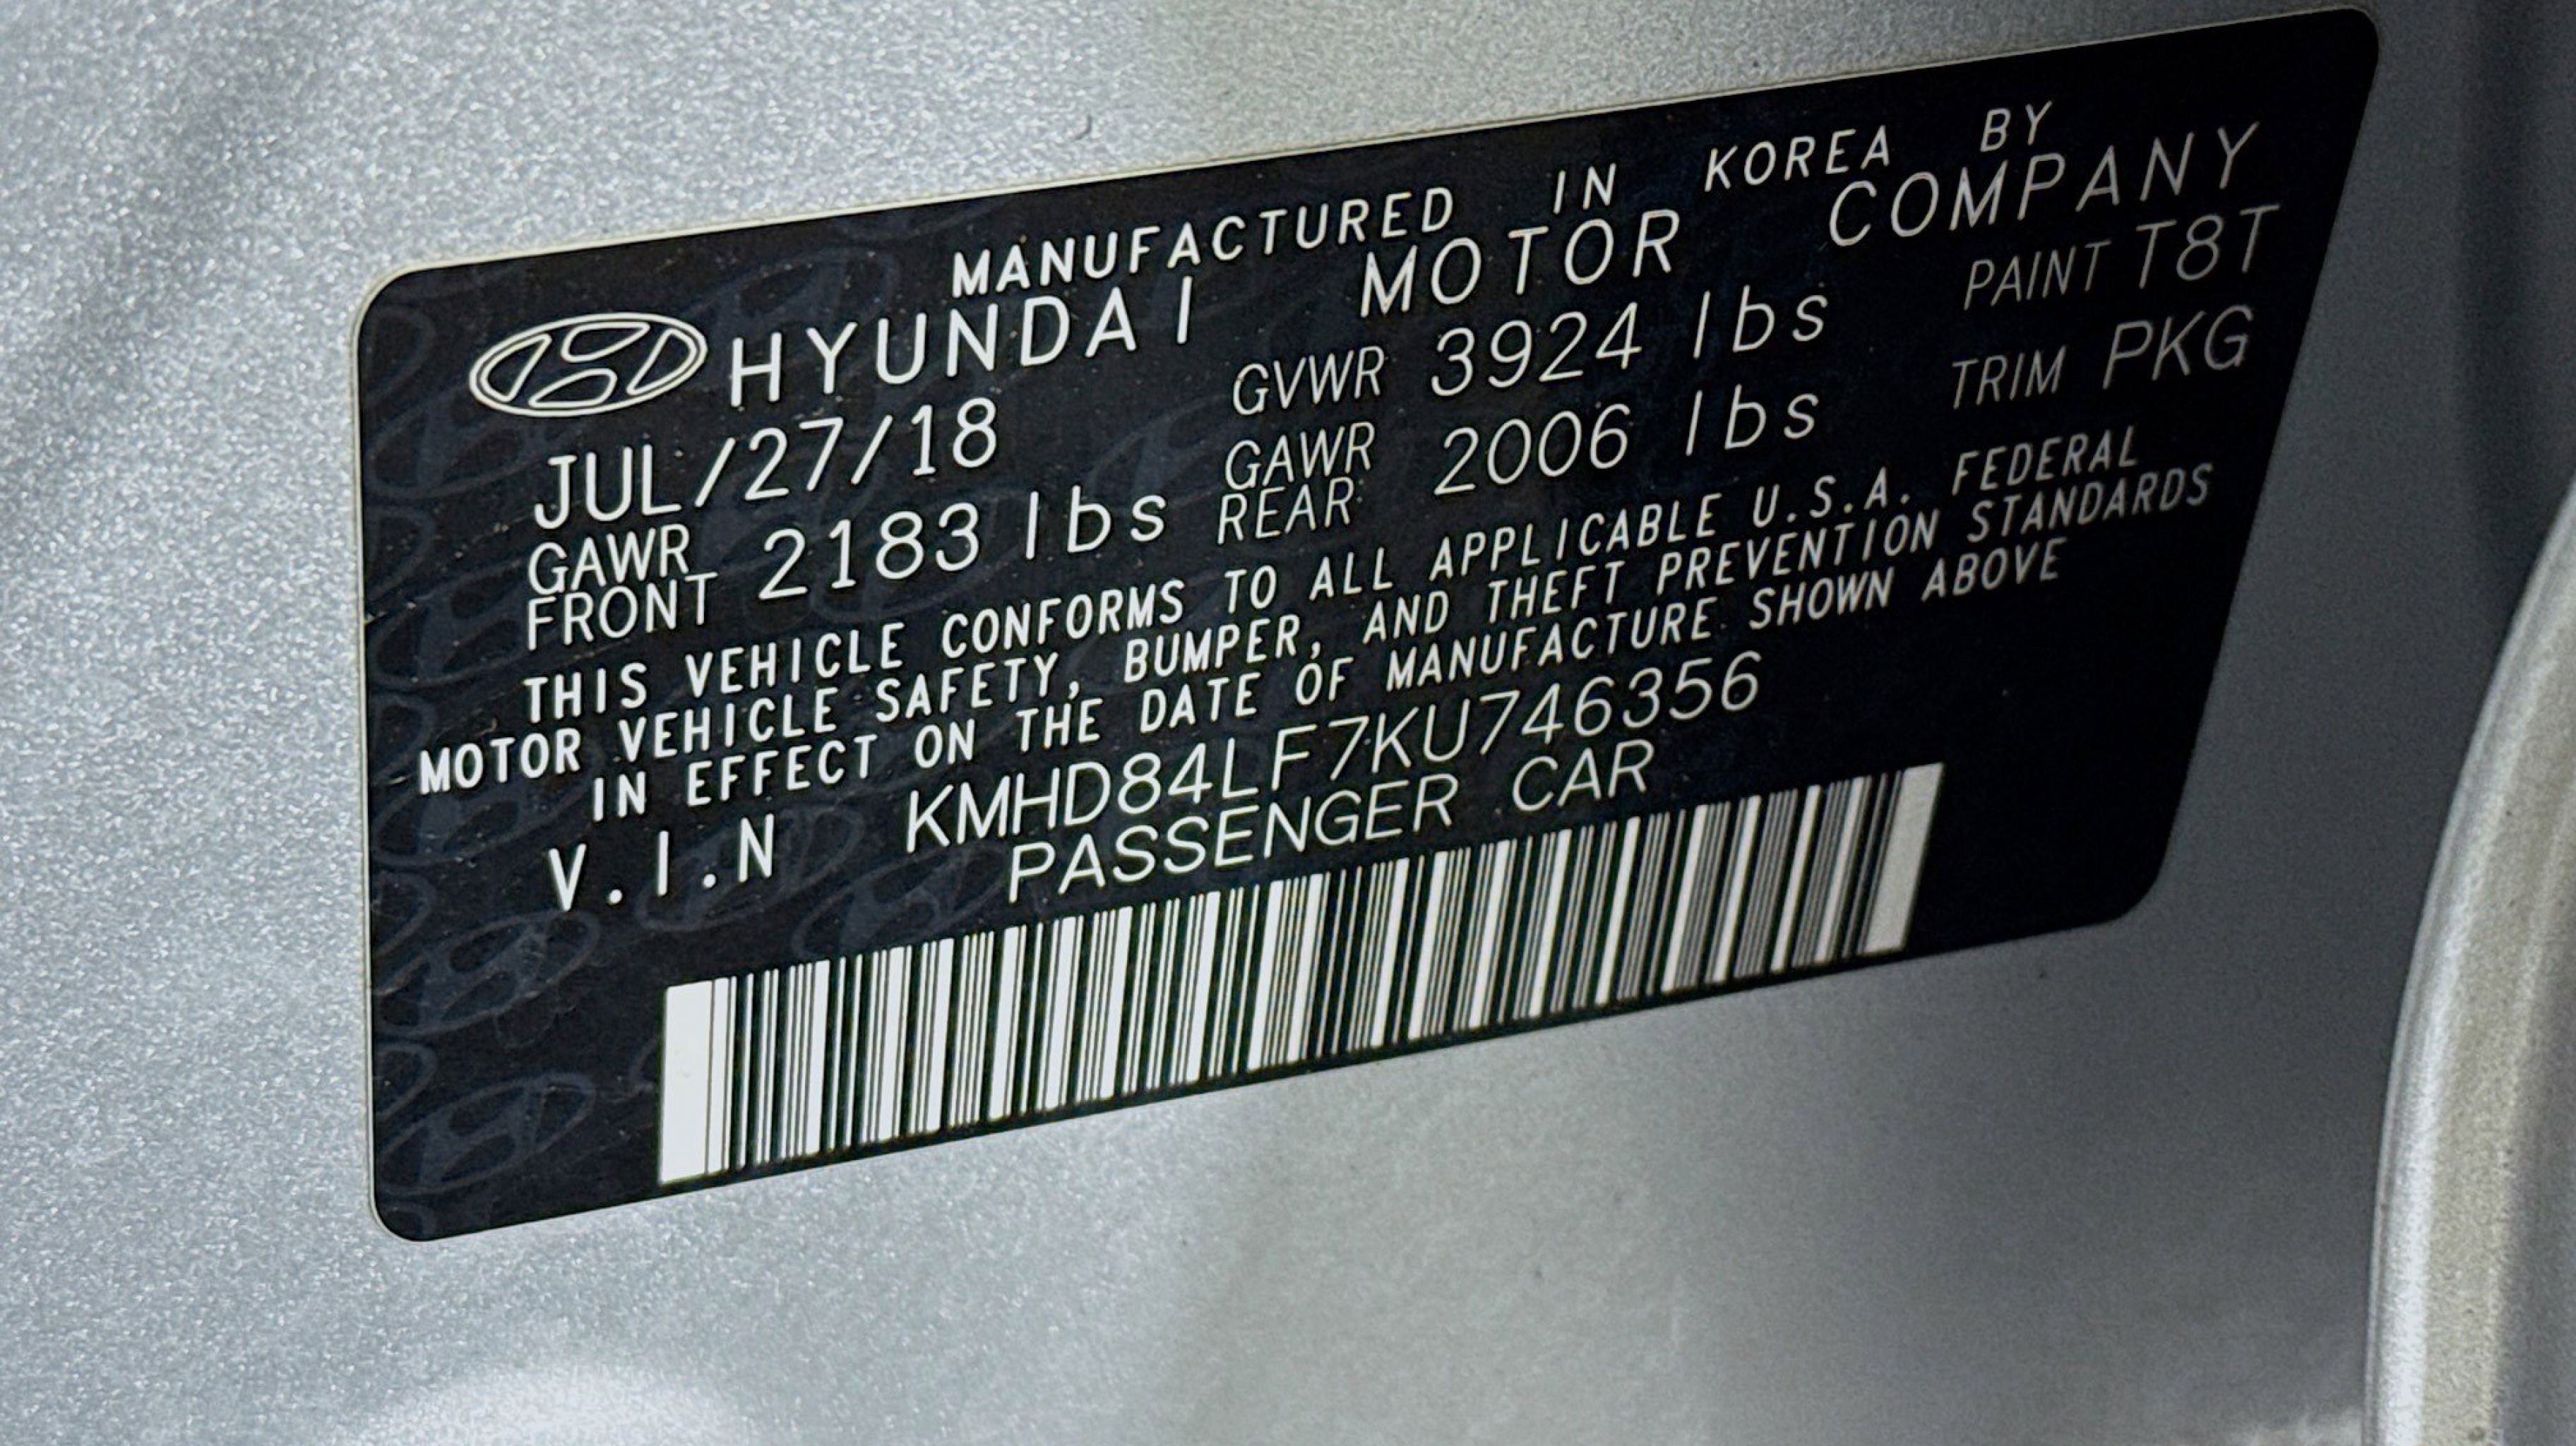 MANUFACTURED IN KOREA BY
HYUNDAI MOTOR COMPANY
JUL/27/18 GVWR 3924 lbs PAINT T8T
GAWR FRONT 2183 lbs GAWR REAR 2006 lbs TRIM PKG
THIS VEHICLE CONFORMS TO ALL APPLICABLE U.S.A. FEDERAL
MOTOR VEHICLE SAFETY, BUMPER, AND THEFT PREVENTION STANDARDS
IN EFFECT ON THE DATE OF MANUFACTURE SHOWN ABOVE
V.I.N KMHD84LF7KU746356
PASSENGER CAR